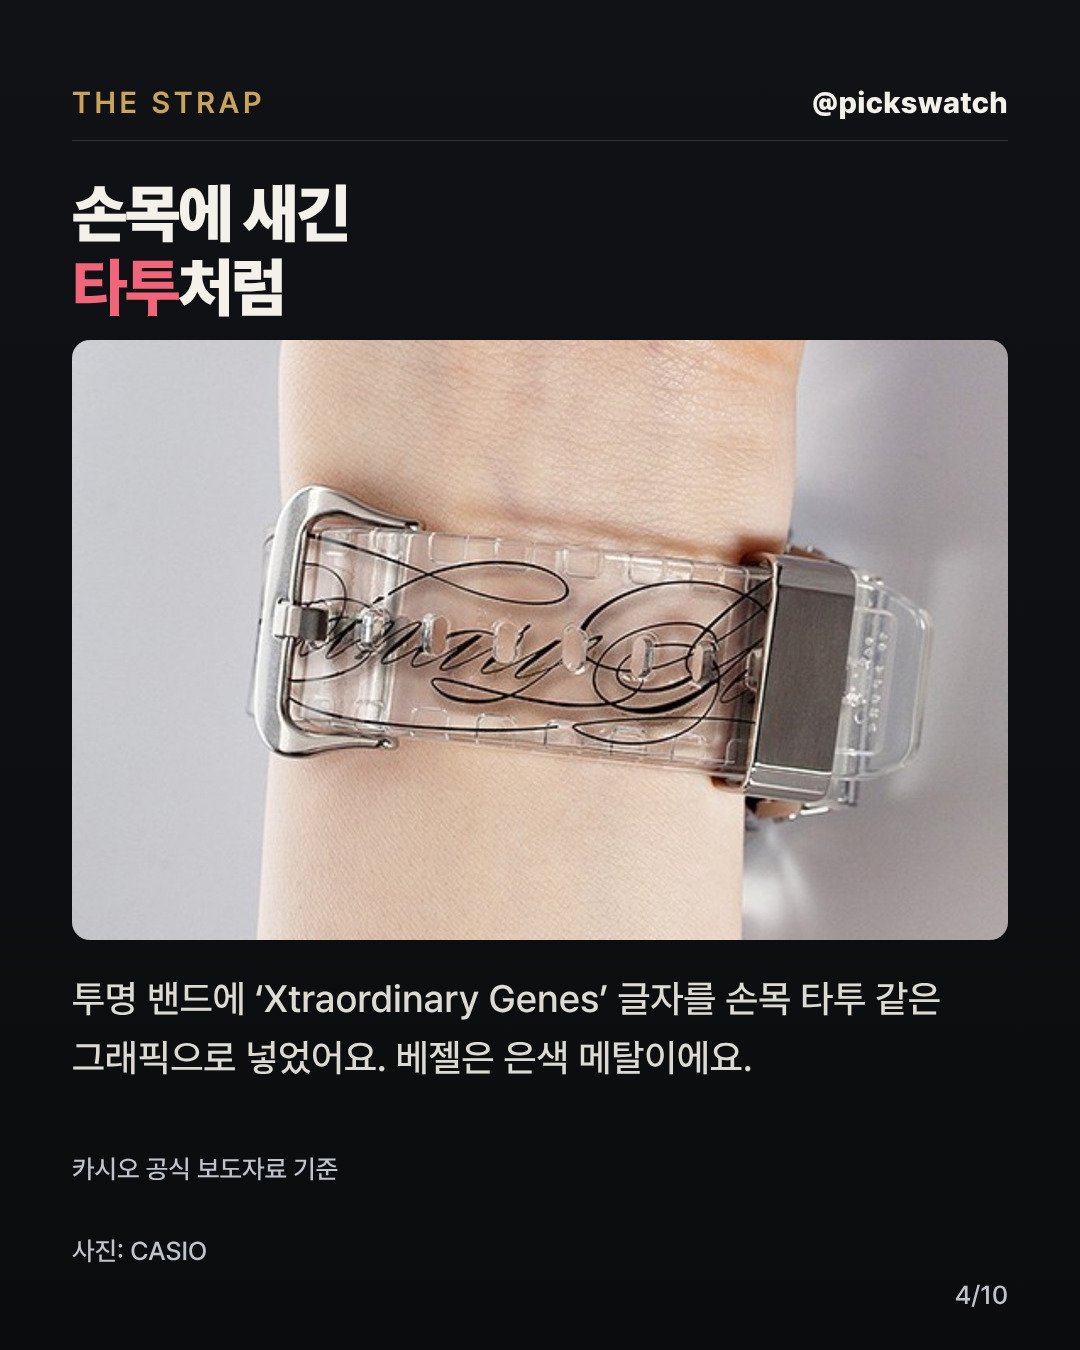 THE STRAP
@pickswatch
손목에 새긴
타투처럼
투명 밴드에 ‘Xtraordinary Genes’ 글자를 손목 타투 같은
그래픽으로 넣었어요. 베젤은 은색 메탈이에요.
카시오 공식 보도자료 기준
사진: CASIO
4/10